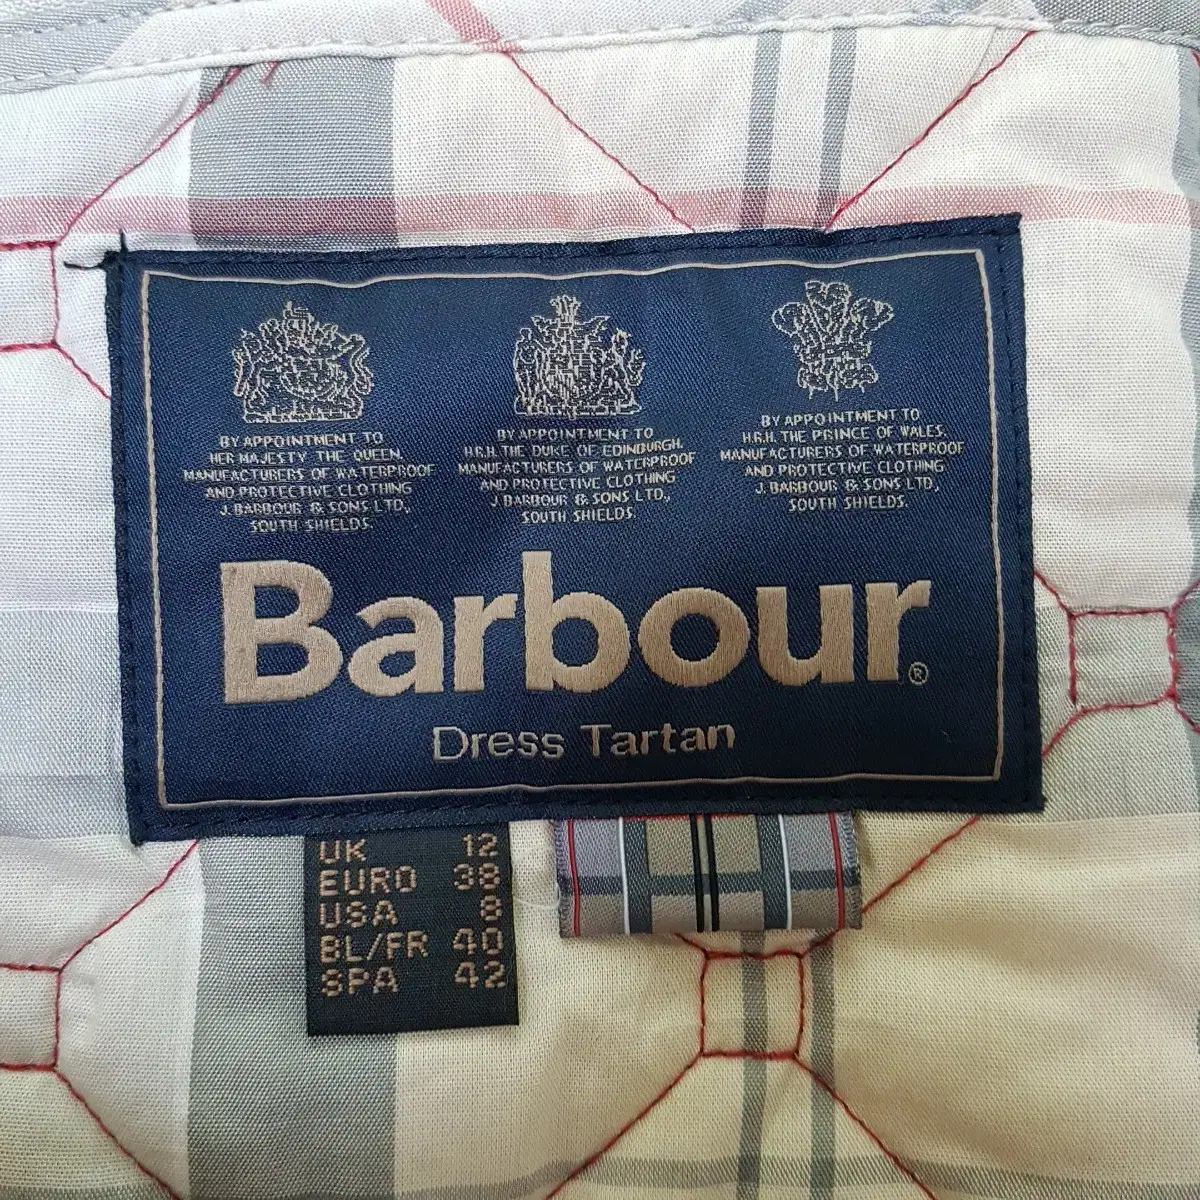 BY APPOINTMENT TO
HER MAJESTY THE QUEEN.
MANUFACTURERS OF WATERPROOF
AND PROTECTIVE CLOTHING
J. BARBOUR & SONS LTD,
SOUTH SHIELDS.
BY APPOINTMENT TO
H.R.H. THE DUKE OF EDINBURGH.
MANUFACTURERS OF WATERPROOF
AND PROTECTIVE CLOTHING
J. BARBOUR & SONS LTD.,
SOUTH SHIELDS.
BY APPOINTMENT TO
H.R.H. THE PRINCE OF WALES.
MANUFACTURERS OF WATERPROOF
AND PROTECTIVE CLOTHING
J. BARBOUR & SONS LTD.,
SOUTH SHIELDS.
Barbour®
Dress Tartan
UK 12
EURO 38
USA 8
BL/FR 40
SPA 42